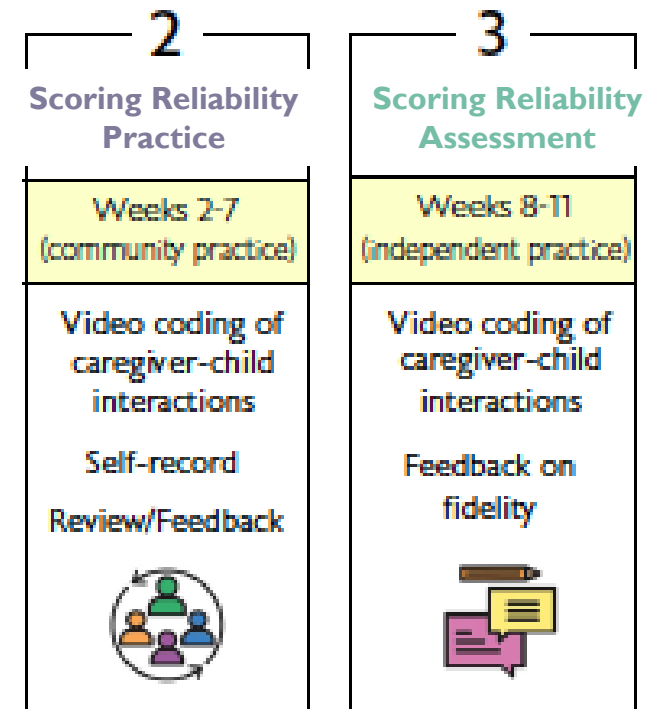 2
Scoring Reliability
Practice
Weeks 2-7
(community practice)
Video coding of
caregiver-child
interactions
Self-record
Review/Feedback
3
Scoring Reliability
Assessment
Weeks 8-11
(independent practice)
Video coding of
caregiver-child
interactions
Feedback on
fidelity